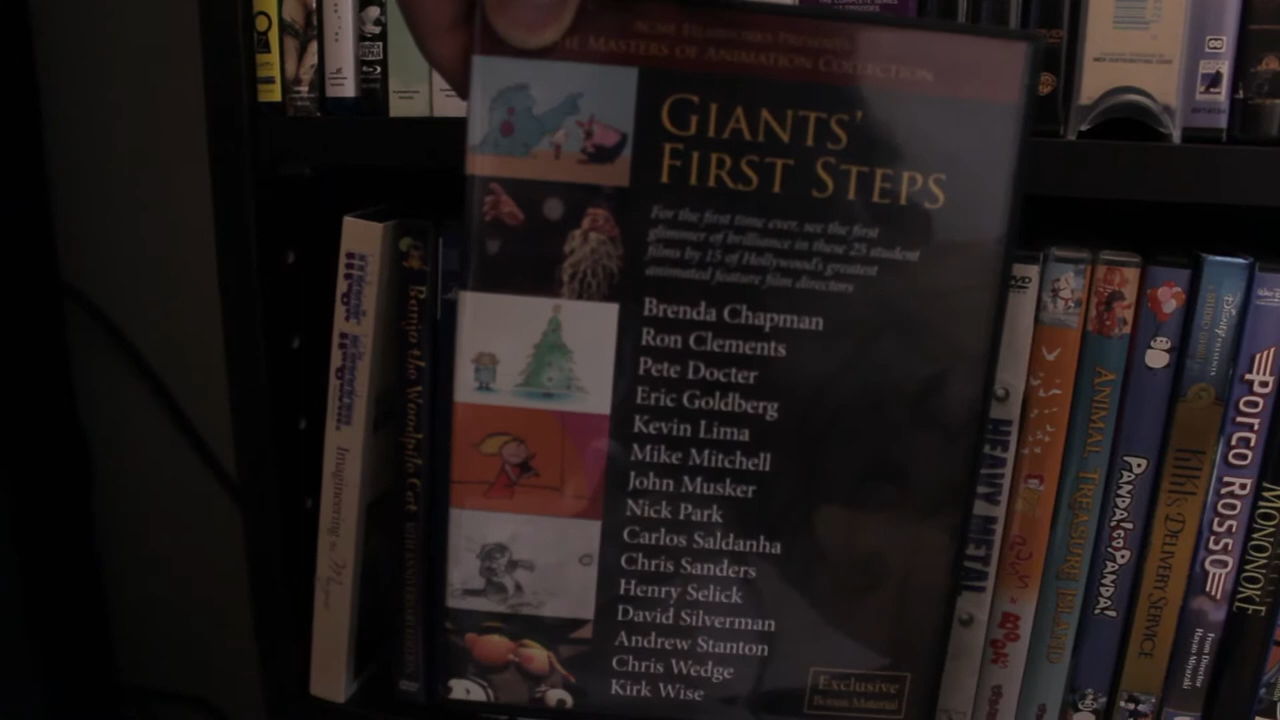 ACME FILMWORKS PRESENTS
THE MASTERS OF ANIMATION COLLECTION
GIANTS'
FIRST STEPS
For the first time ever, see the first
glimmer of brilliance in these 25 student
films by 15 of Hollywood's greatest
animated feature film directors
Brenda Chapman
Ron Clements
Pete Docter
Eric Goldberg
Kevin Lima
Mike Mitchell
John Musker
Nick Park
Carlos Saldanha
Chris Sanders
Henry Selick
David Silverman
Andrew Stanton
Chris Wedge
Kirk Wise
Exclusive
Bonus Material
Banjo the Woodpile Cat
Imagineering
HEAVY METAL
ANIMAL TREASURE ISLAND
PANDA! GO PANDA!
KIKI'S DELIVERY SERVICE
PORCO ROSSO
From Director
Hayao Miyazaki
MONONOKE